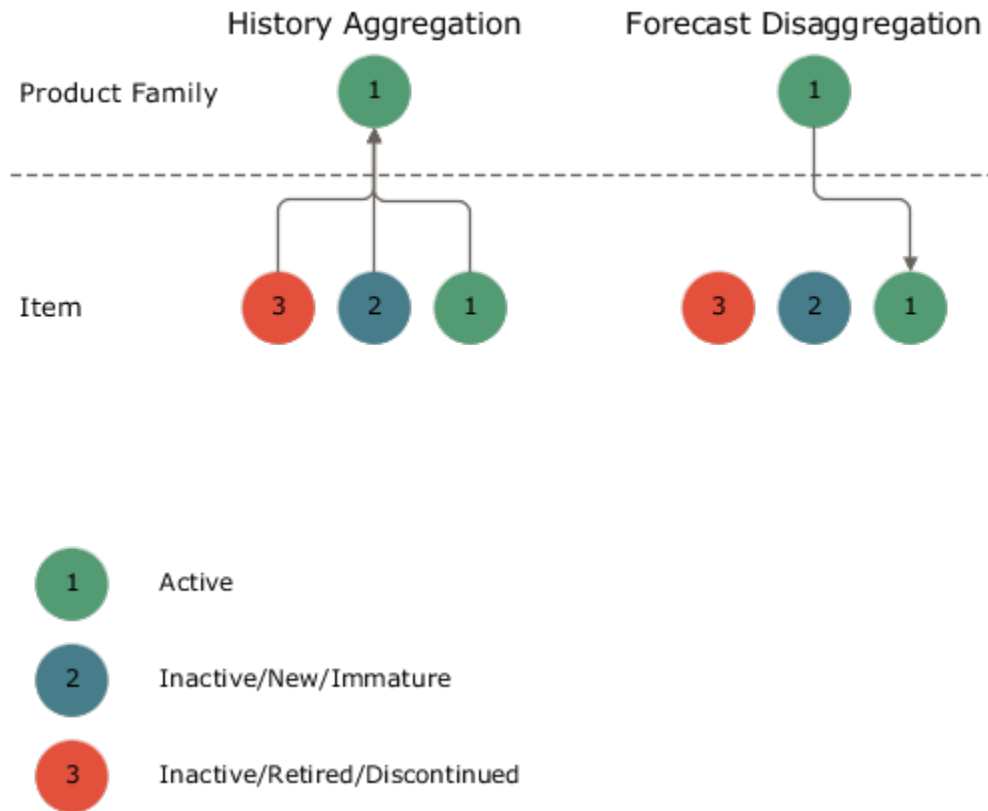 History Aggregation
Forecast Disaggregation
Product Family
1
1
Item
3
2
1
3
2
1
1
Active
2
Inactive/New/Immature
3
Inactive/Retired/Discontinued